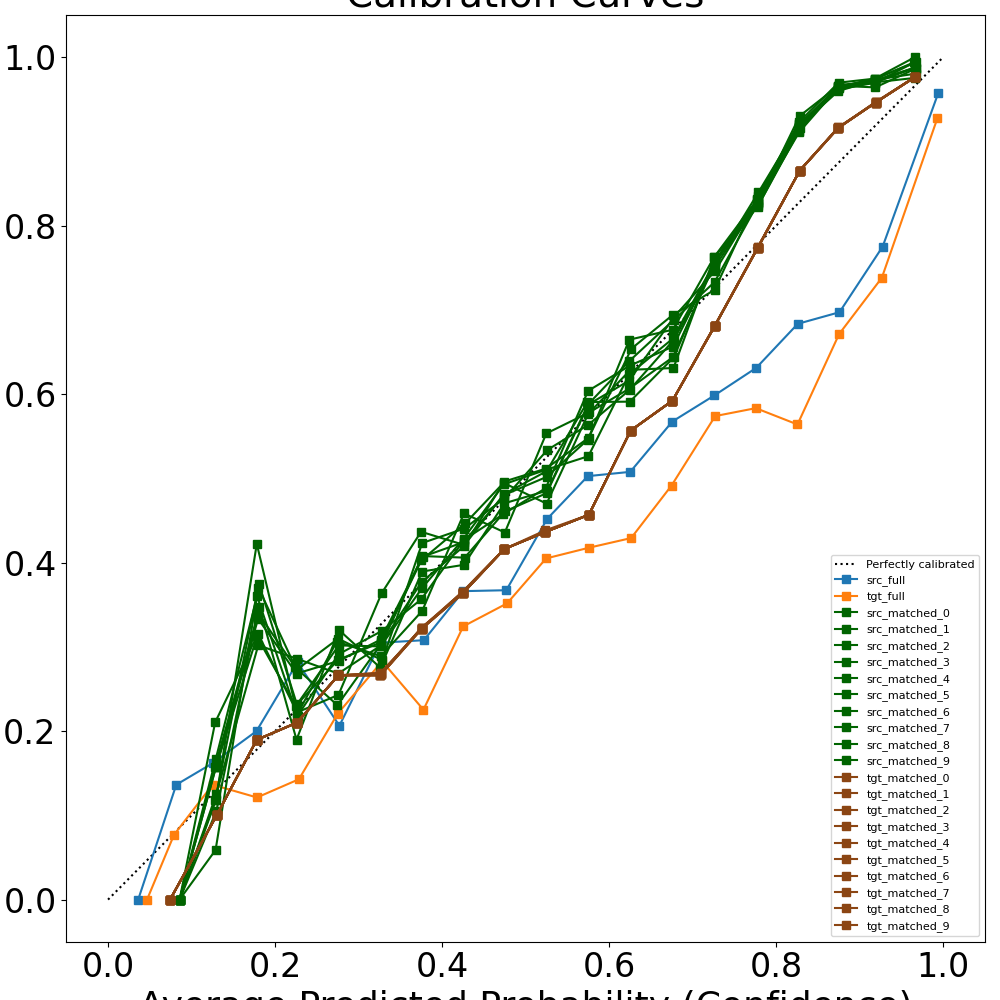 Calibration Curves
1.0
0.8
0.6
0.4
0.2
0.0
Perfectly calibrated
src_full
tgt_full
src_matched_0
src_matched_1
src_matched_2
src_matched_3
src_matched_4
src_matched_5
src_matched_6
src_matched_7
src_matched_8
src_matched_9
tgt_matched_0
tgt_matched_1
tgt_matched_2
tgt_matched_3
tgt_matched_4
tgt_matched_5
tgt_matched_6
tgt_matched_7
tgt_matched_8
tgt_matched_9
0.0 0.2 0.4 0.6 0.8 1.0
Average Predicted Probability (Confidence)